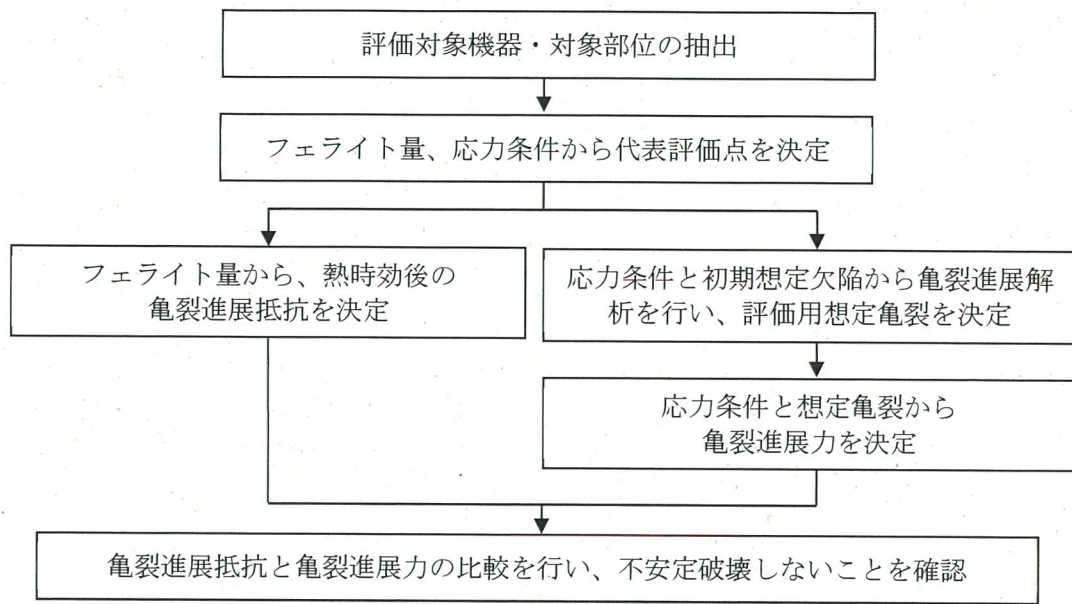 評価対象機器・対象部位の抽出
フェライト量、応力条件から代表評価点を決定
フェライト量から、熱時効後の
亀裂進展抵抗を決定
応力条件と初期想定欠陥から亀裂進展解
析を行い、評価用想定亀裂を決定
応力条件と想定亀裂から
亀裂進展力を決定
亀裂進展抵抗と亀裂進展力の比較を行い、不安定破壊しないことを確認